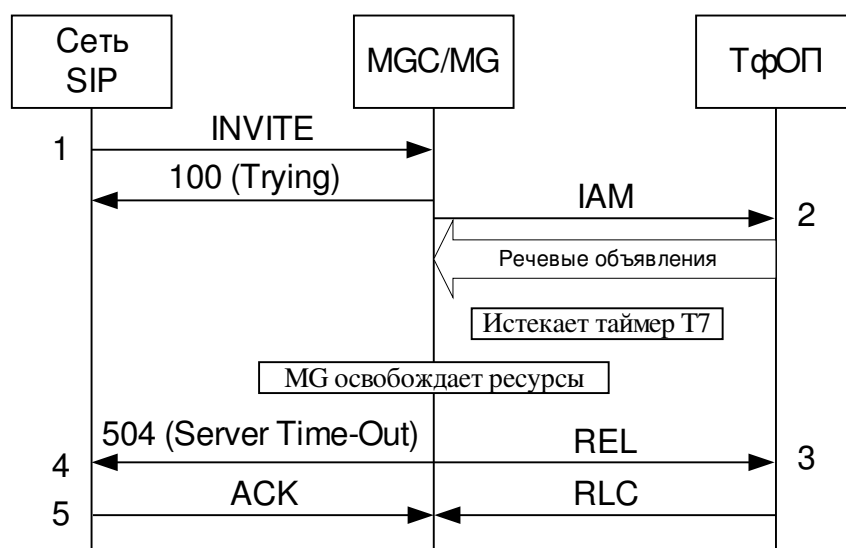 Сеть
SIP
MGC/MG
ТфОП
INVITE
1
100 (Trying)
IAM
2
Речевые объявления
Истекает таймер T7
MG освобождает ресурсы
504 (Server Time-Out)
REL
3
4
ACK
RLC
5